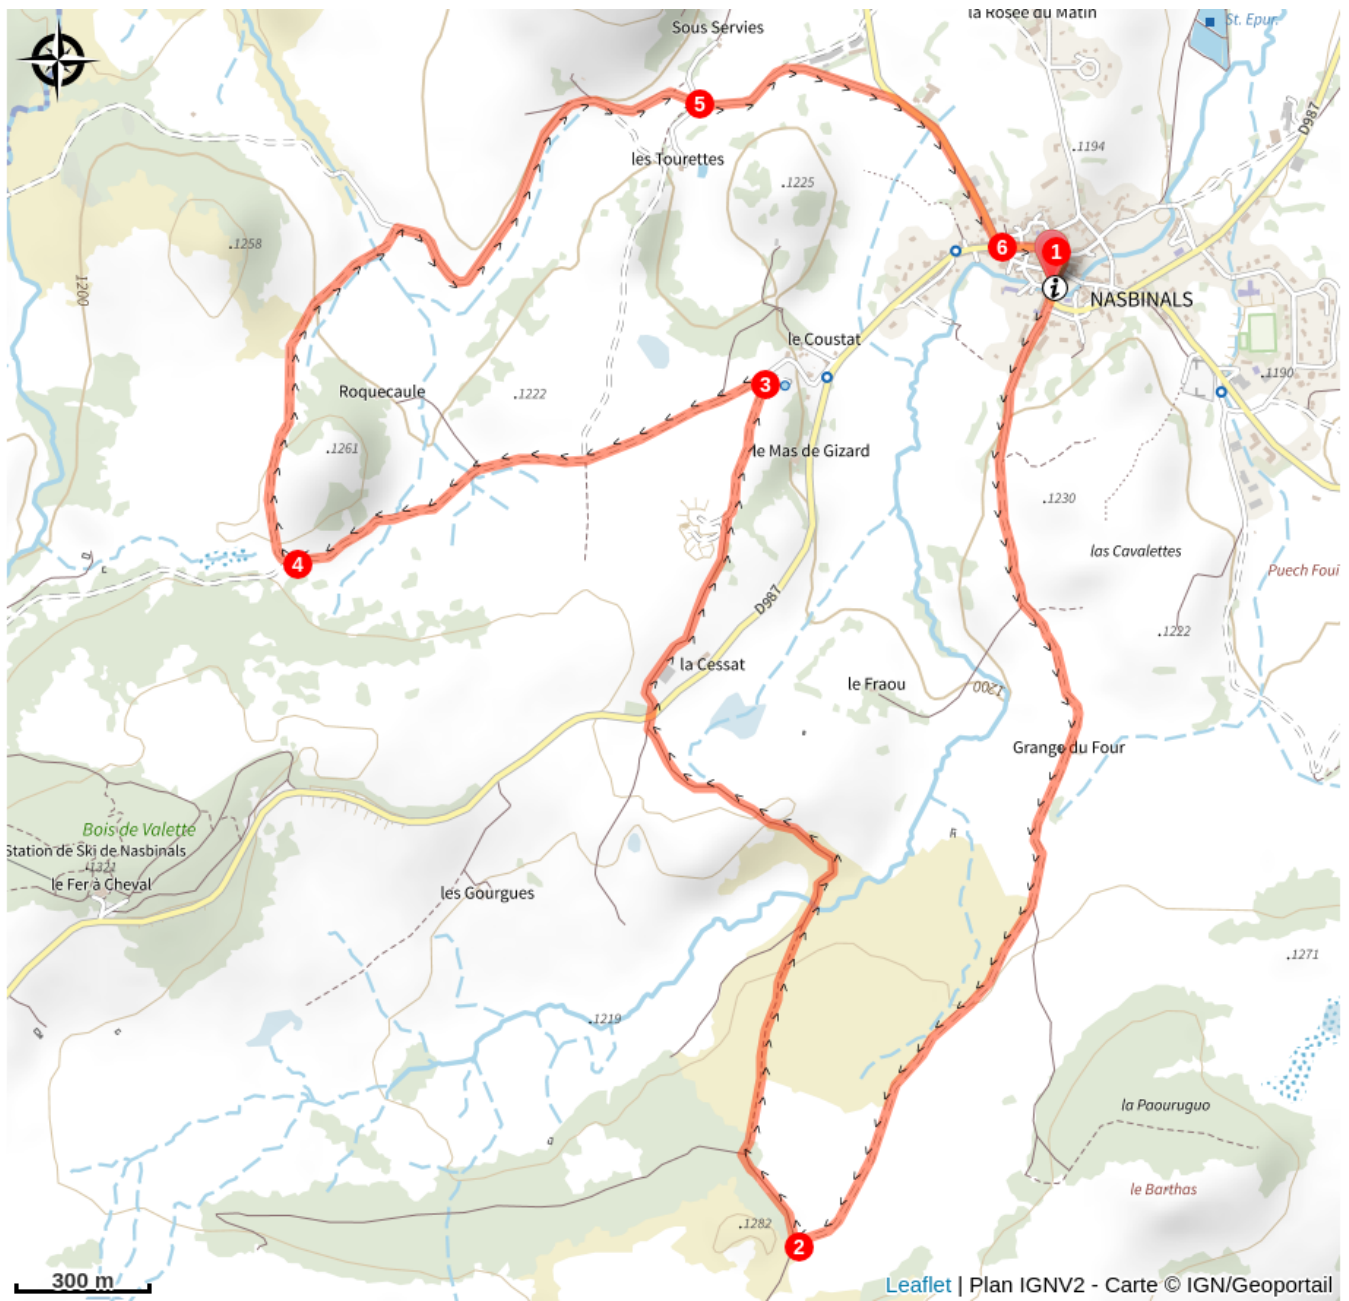 la Rosée du Matin
St. Epur.
Sous Servies
D987
5
1194
les Tourettes
.1225
.1258
6
1
i
1200
NASBINALS
le Coustat
3
.1190
Roquecaule
.1222
le Mas de Gizard
.1261
.1230
las Cavalettes
4
Puech Foui
D987
.1222
la Cessat
le Fraou
1200
Grange du Four
Bois de Valette
Station de Ski de Nasbinals
.1321
le Fer à Cheval
les Gourgues
.1271
.1219
la Paouruguo
le Barthas
.1282
2
300 m
Leaflet | Plan IGNV2 - Carte © IGN/Geoportail